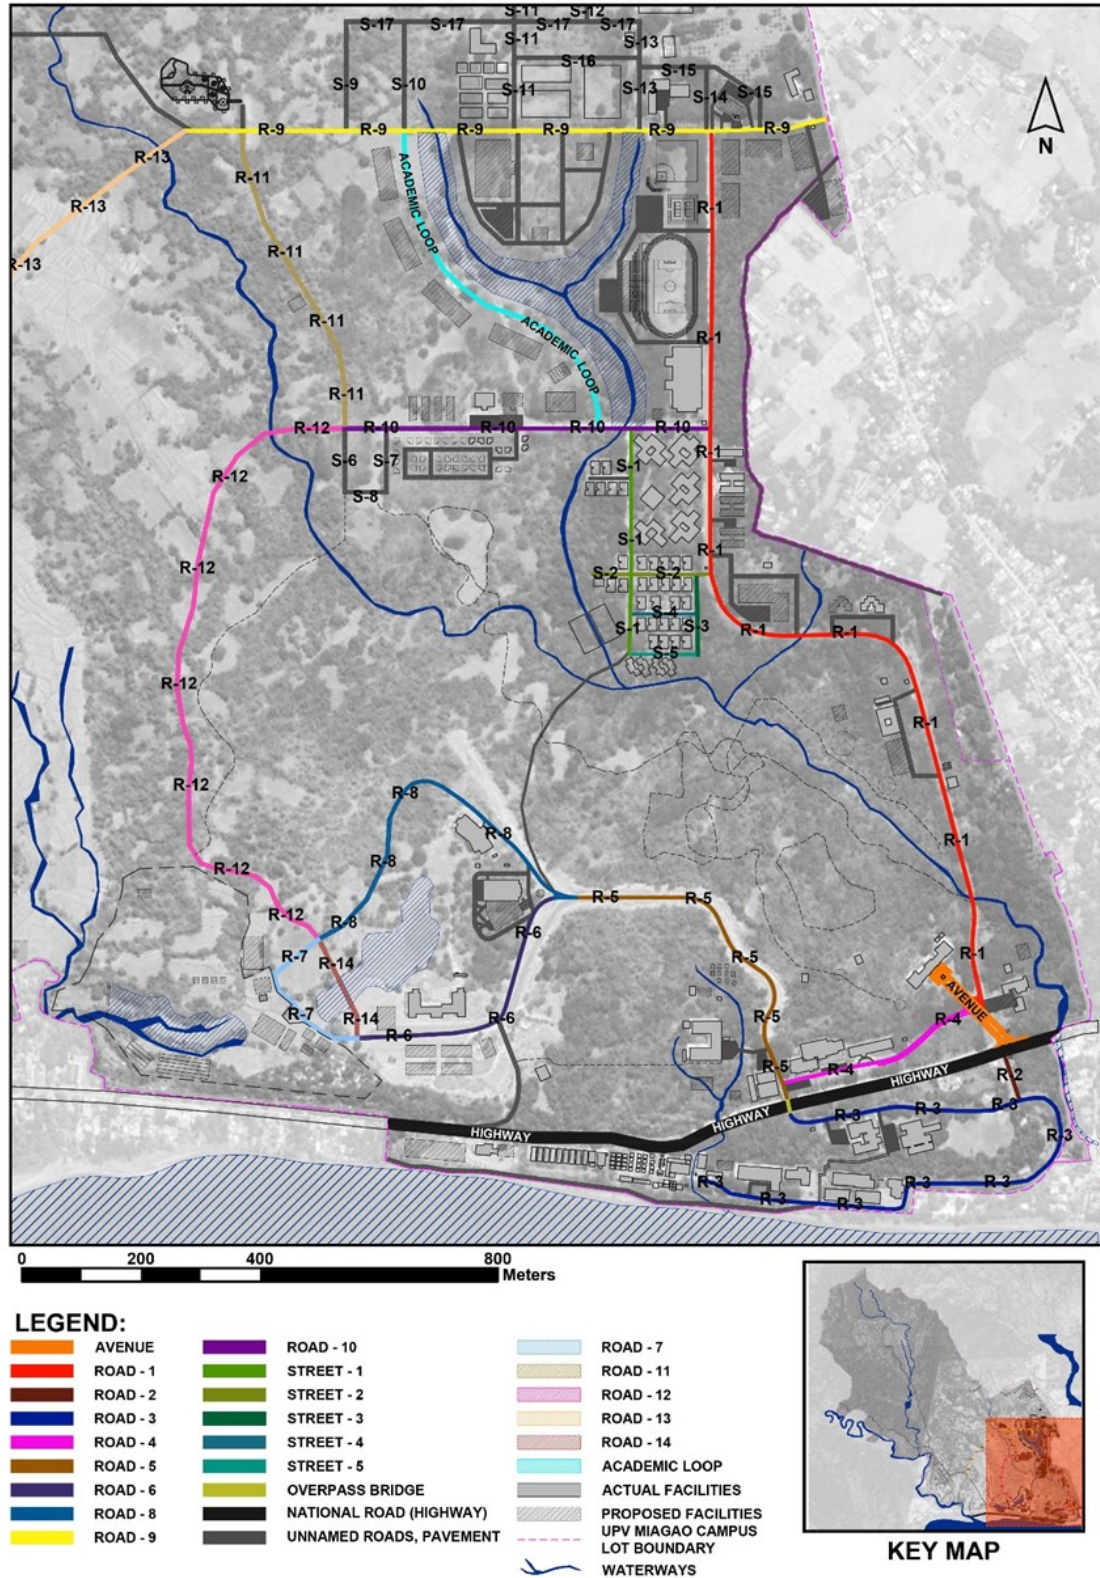 S-11 S-12
S-17 S-17 S-17 S-17
S-11 S-13
S-16
S-9 S-10 S-11 S-13 S-15
S-14 S-15
R-9 R-9 R-9 R-9 R-9 R-9
N
R-13
R-13
R-13
R-11
R-11
R-11
R-11
ACADEMIC LOOP
ACADEMIC LOOP
R-1
R-1
R-12 R-10 R-10 R-10 R-10
R-1
S-6 S-7 S-1
R-12
S-8
S-1 R-1
R-12 S-2 S-2
S-4
S-1 S-3 R-1 R-1
S-5
R-12
R-1
R-12
R-8
R-8
R-8
R-1
R-12
R-5 R-5
R-12
R-8
R-6
R-7 R-5 R-1
R-14
AVENUE
R-7 R-14 R-6 R-6 R-5 R-4
R-5 R-4
HIGHWAY
R-2
HIGHWAY
R-3 R-3 R-3
HIGHWAY
R-3
R-3 R-3 R-3 R-3 R-3
0 200 400 800
Meters
LEGEND:
AVENUE
ROAD - 1
ROAD - 2
ROAD - 3
ROAD - 4
ROAD - 5
ROAD - 6
ROAD - 8
ROAD - 9
ROAD - 10
STREET - 1
STREET - 2
STREET - 3
STREET - 4
STREET - 5
OVERPASS BRIDGE
NATIONAL ROAD (HIGHWAY)
UNNAMED ROADS, PAVEMENT
ROAD - 7
ROAD - 11
ROAD - 12
ROAD - 13
ROAD - 14
ACADEMIC LOOP
ACTUAL FACILITIES
PROPOSED FACILITIES
UPV MIAGAO CAMPUS
LOT BOUNDARY
WATERWAYS
KEY MAP